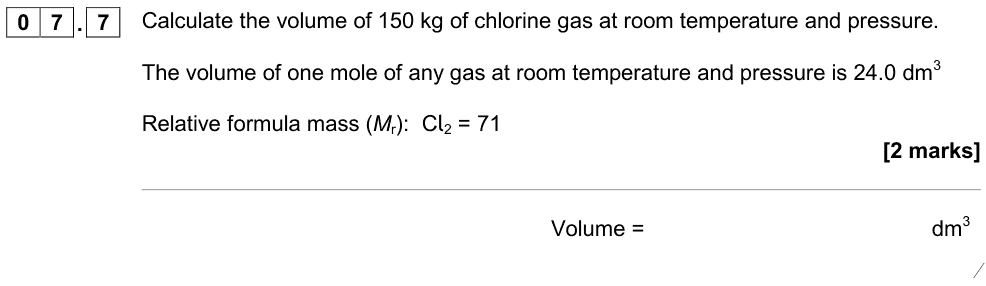 0 7 . 7 Calculate the volume of 150 kg of chlorine gas at room temperature and pressure.
The volume of one mole of any gas at room temperature and pressure is 24.0 dm³
Relative formula mass (Mᵣ): Cl₂ = 71
[2 marks]
Volume = dm³